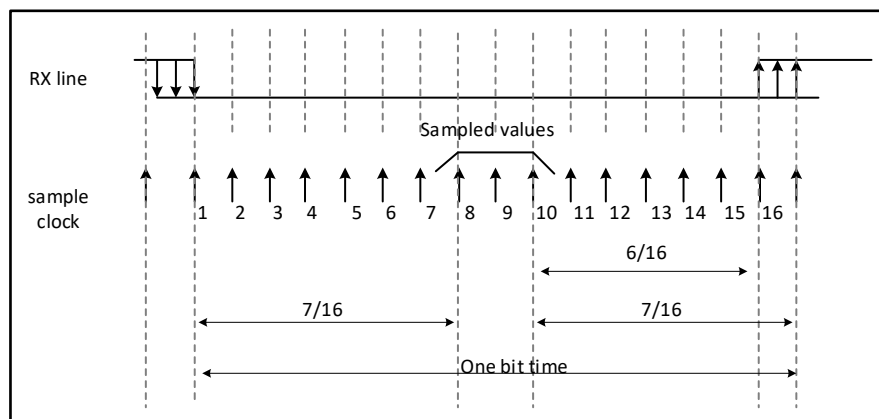 RX line
Sampled values
sample
clock
1 2 3 4 5 6 7 8 9 10 11 12 13 14 15 16
6/16
7/16 7/16
One bit time